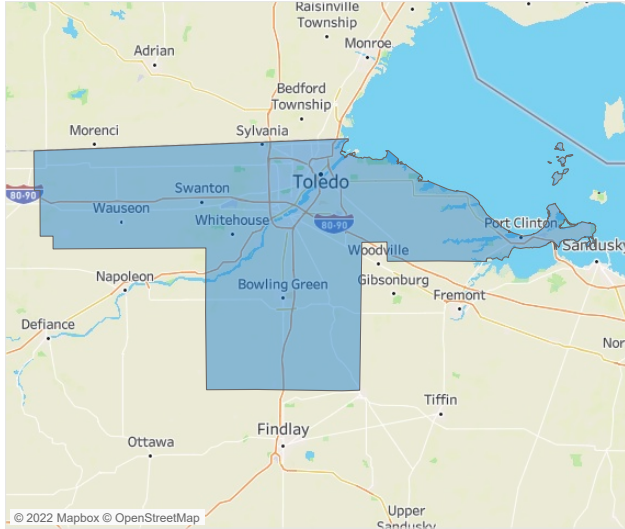 Raisinville
Township
Adrian
Monroe
Bedford
Township
Morenci
Sylvania
80-90
Swanton
Toledo
Wauseon
Whitehouse
80-90
Port Clinton
Woodville
Sandusky
Napoleon
Bowling Green
Gibsonburg
Fremont
Defiance
Nor
Tiffin
Findlay
Ottawa
Upper
Sandusky
© 2022 Mapbox © OpenStreetMap